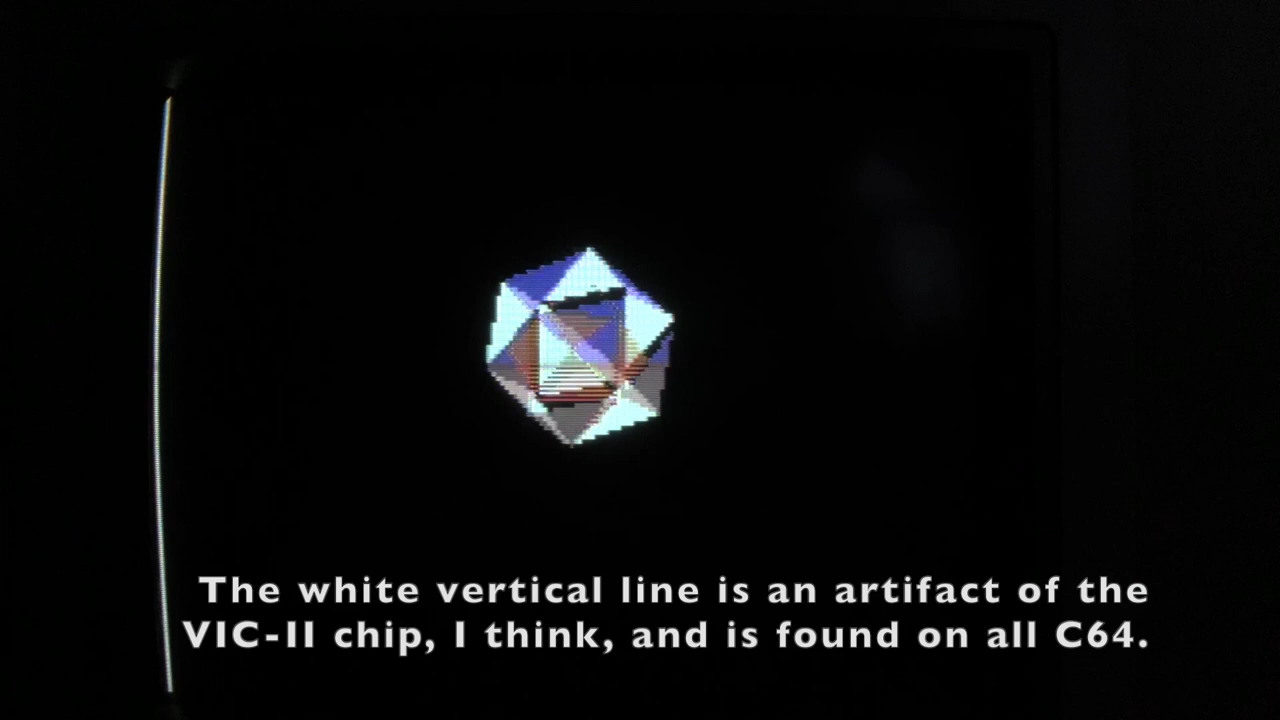 The white vertical line is an artifact of the
VIC-II chip, I think, and is found on all C64.